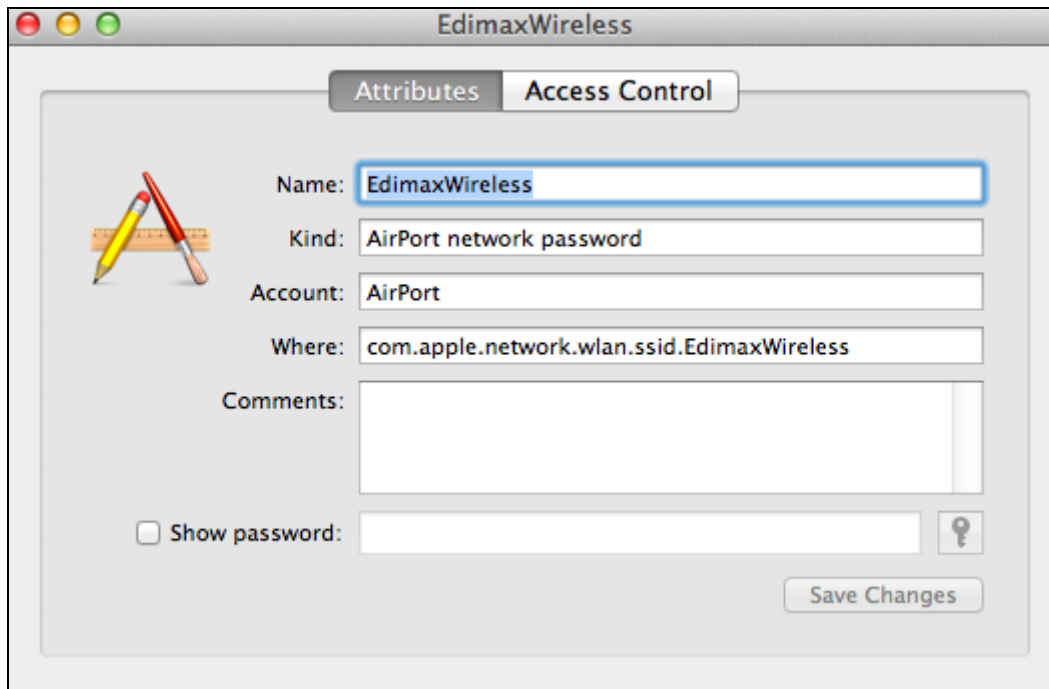 EdimaxWireless
Attributes Access Control
Name: EdimaxWireless
Kind: AirPort network password
Account: AirPort
Where: com.apple.network.wlan.ssid.EdimaxWireless
Comments:
Show password:
Save Changes